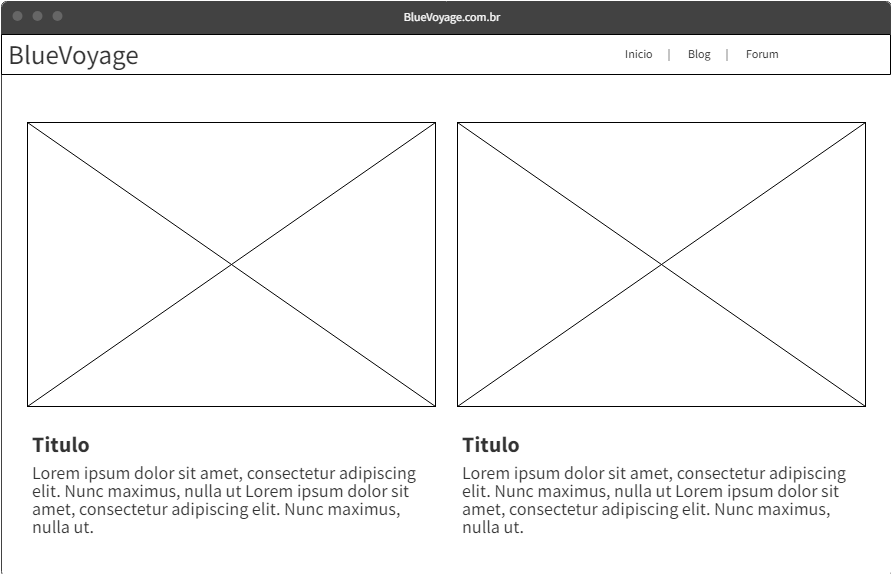 BlueVoyage.com.br
BlueVoyage
Inicio | Blog | Forum
Titulo
Lorem ipsum dolor sit amet, consectetur adipiscing
elit. Nunc maximus, nulla ut Lorem ipsum dolor sit
amet, consectetur adipiscing elit. Nunc maximus,
nulla ut.
Titulo
Lorem ipsum dolor sit amet, consectetur adipiscing
elit. Nunc maximus, nulla ut Lorem ipsum dolor sit
amet, consectetur adipiscing elit. Nunc maximus,
nulla ut.